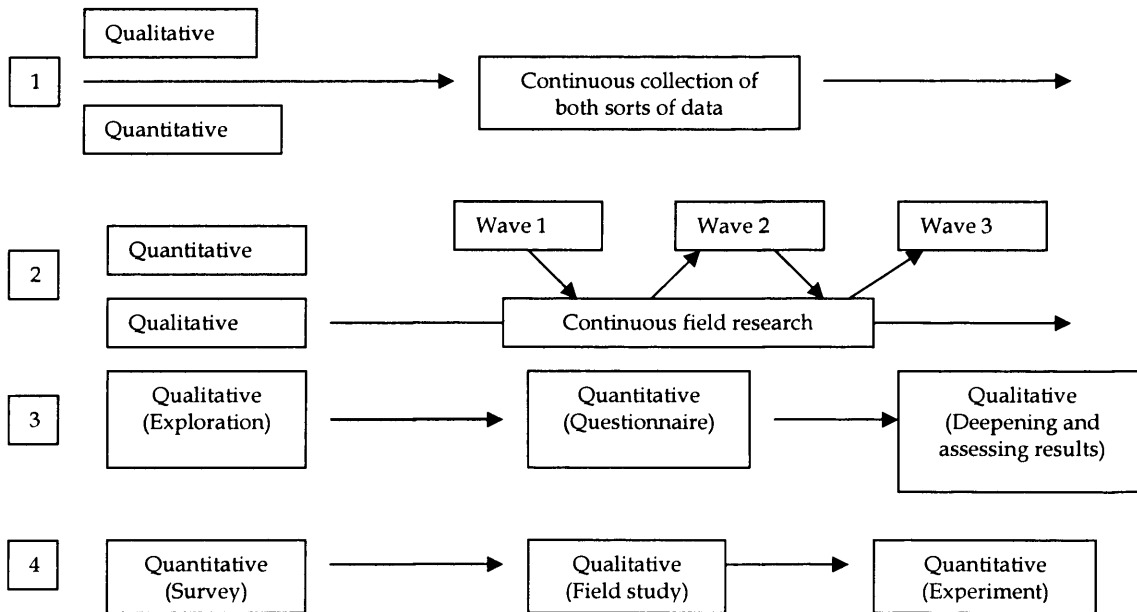 1
Qualitative
Quantitative
Continuous collection of
both sorts of data
2
Quantitative
Qualitative
Wave 1
Wave 2
Wave 3
Continuous field research
3
Qualitative
(Exploration)
Quantitative
(Questionnaire)
Qualitative
(Deepening and
assessing results)
4
Quantitative
(Survey)
Qualitative
(Field study)
Quantitative
(Experiment)